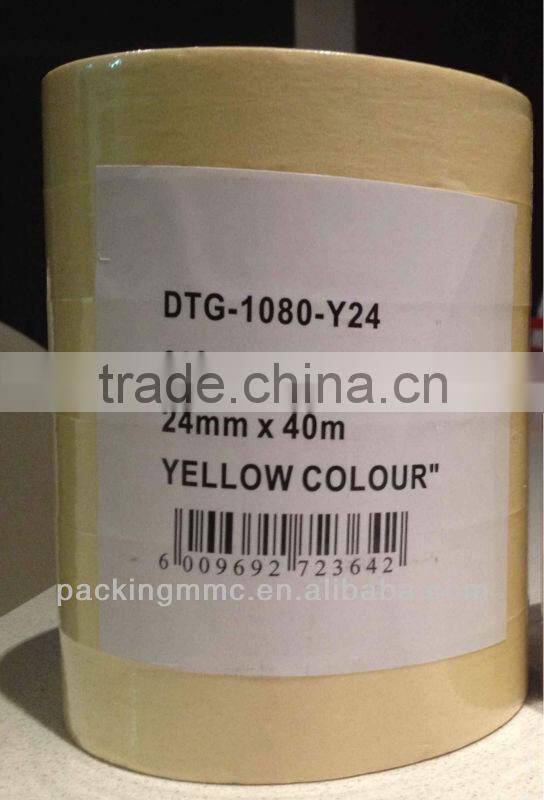 DTG-1080-Y24
trade.china.cn
24mm x 40m
YELLOW COLOUR"
6 009692 723642
packingmmc.en.alibaba.com